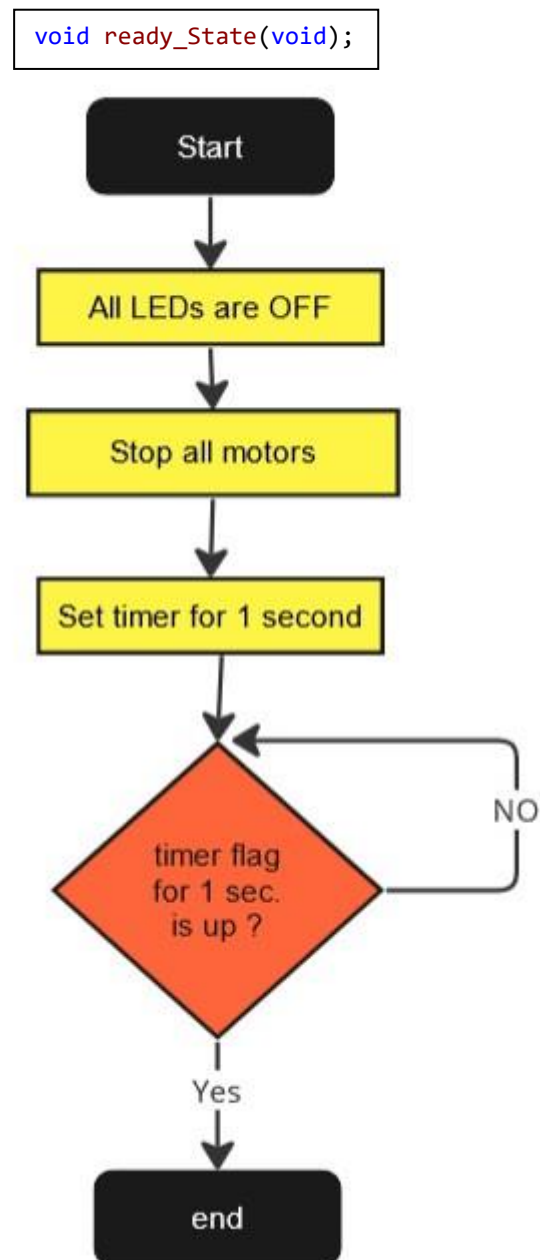 void ready_State(void);
Start
All LEDs are OFF
Stop all motors
Set timer for 1 second
NO
timer flag
for 1 sec.
is up ?
Yes
end